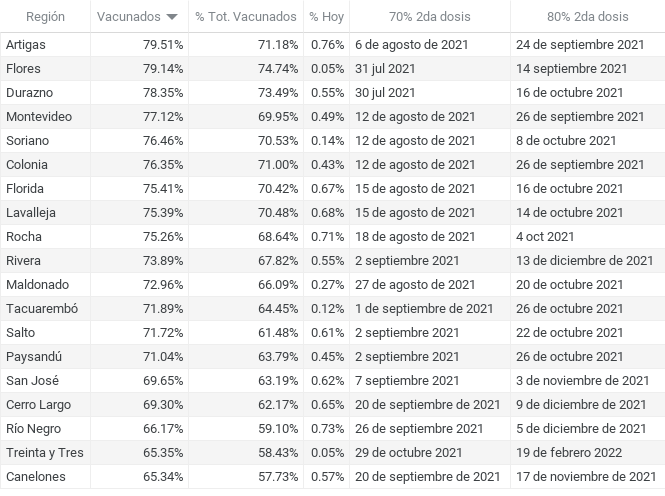 Región Vacunados % Tot. Vacunados % Hoy 70% 2da dosis 80% 2da dosis
Artigas 79.51% 71.18% 0.76% 6 de agosto de 2021 24 de septiembre 2021
Flores 79.14% 74.74% 0.05% 31 jul 2021 14 septiembre 2021
Durazno 78.35% 73.49% 0.55% 30 jul 2021 16 de octubre 2021
Montevideo 77.12% 69.95% 0.49% 12 de agosto de 2021 26 de septiembre 2021
Soriano 76.46% 70.53% 0.14% 12 de agosto de 2021 8 de octubre 2021
Colonia 76.35% 71.00% 0.43% 12 de agosto de 2021 26 de septiembre 2021
Florida 75.41% 70.42% 0.67% 15 de agosto de 2021 16 de octubre 2021
Lavalleja 75.39% 70.48% 0.68% 15 de agosto de 2021 14 de octubre 2021
Rocha 75.26% 68.64% 0.71% 18 de agosto de 2021 4 oct 2021
Rivera 73.89% 67.82% 0.55% 2 septiembre 2021 13 de diciembre de 2021
Maldonado 72.96% 66.09% 0.27% 27 de agosto de 2021 20 de octubre 2021
Tacuarembó 71.89% 64.45% 0.12% 1 de septiembre de 2021 26 de octubre 2021
Salto 71.72% 61.48% 0.61% 2 septiembre 2021 22 de octubre 2021
Paysandú 71.04% 63.79% 0.45% 2 septiembre 2021 26 de octubre 2021
San José 69.65% 63.19% 0.62% 7 septiembre 2021 3 de noviembre de 2021
Cerro Largo 69.30% 62.17% 0.65% 20 de septiembre de 2021 9 de diciembre de 2021
Río Negro 66.17% 59.10% 0.73% 26 de septiembre 2021 5 de diciembre de 2021
Treinta y Tres 65.35% 58.43% 0.05% 29 de octubre 2021 19 de febrero 2022
Canelones 65.34% 57.73% 0.57% 20 de septiembre de 2021 17 de noviembre de 2021